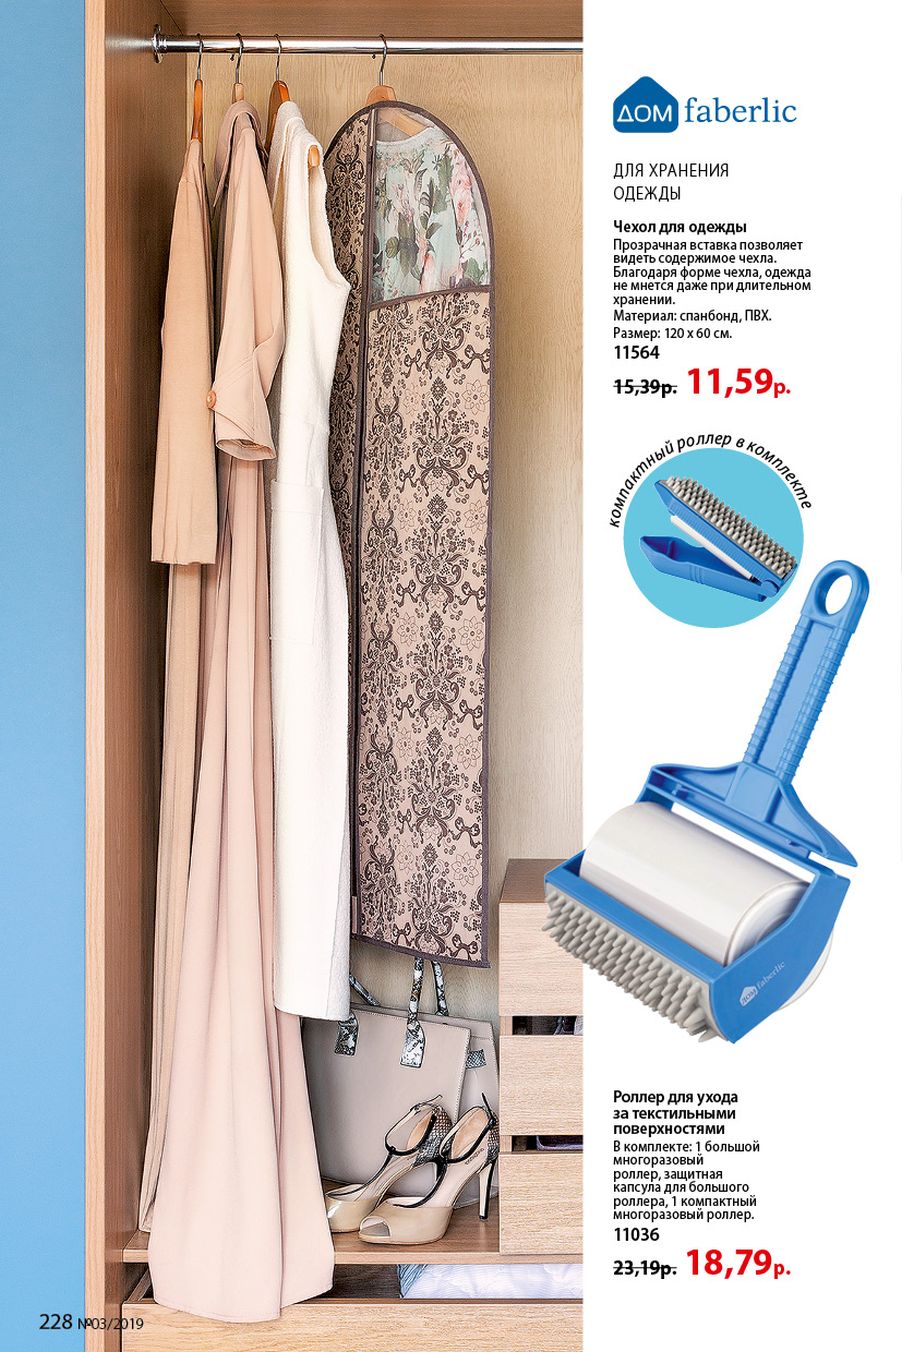 ДОМ faberlic
ДЛЯ ХРАНЕНИЯ
ОДЕЖДЫ
Чехол для одежды
Прозрачная вставка позволяет
видеть содержимое чехла.
Благодаря форме чехла, одежда
не мнется даже при длительном
хранении.
Материал: спанбонд, ПВХ.
Размер: 120 х 60 см.
11564
15,39р. 11,59р.
компактный роллер в комплекте
ДОМ faberlic
Роллер для ухода
за текстильными
поверхностями
В комплекте: 1 большой
многоразовый
роллер, защитная
капсула для большого
роллера, 1 компактный
многоразовый роллер.
11036
23,19р. 18,79р.
228 №03/2019